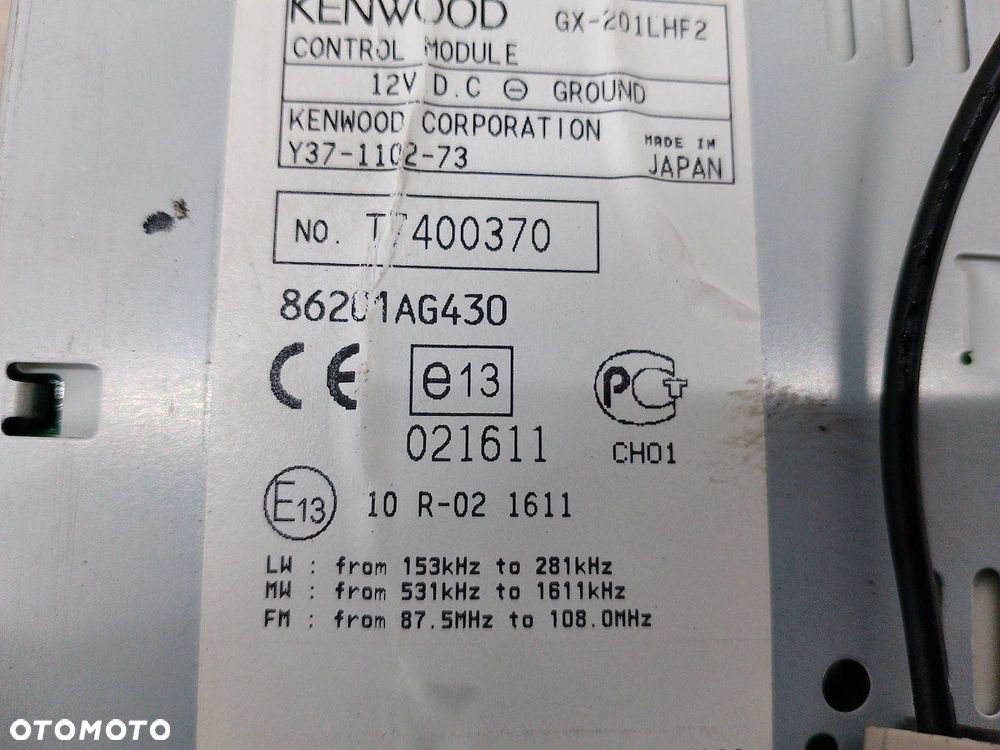 KENWOOD GX-201LHF2
CONTROL MODULE
12V D.C ⊖ GROUND
KENWOOD CORPORATION
Y37-1102-73
MADE IN
JAPAN
NO. T7400370
86201AG430
CE e13 PCT
021611 CH01
E13 10 R-02 1611
LW : from 153kHz to 281kHz
MW : from 531kHz to 1611kHz
FM : from 87.5MHz to 108.0MHz
OTOMOTO